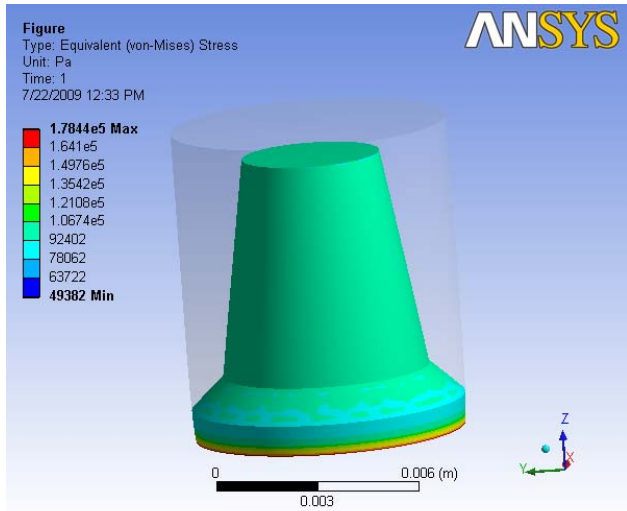 Figure
Type: Equivalent (von-Mises) Stress
Unit: Pa
Time: 1
7/22/2009 12:33 PM
ANSYS
1.7844e5 Max
1.641e5
1.4976e5
1.3542e5
1.2108e5
1.0674e5
92402
78062
63722
49382 Min
0 0.006 (m)
0.003
Z
Y X